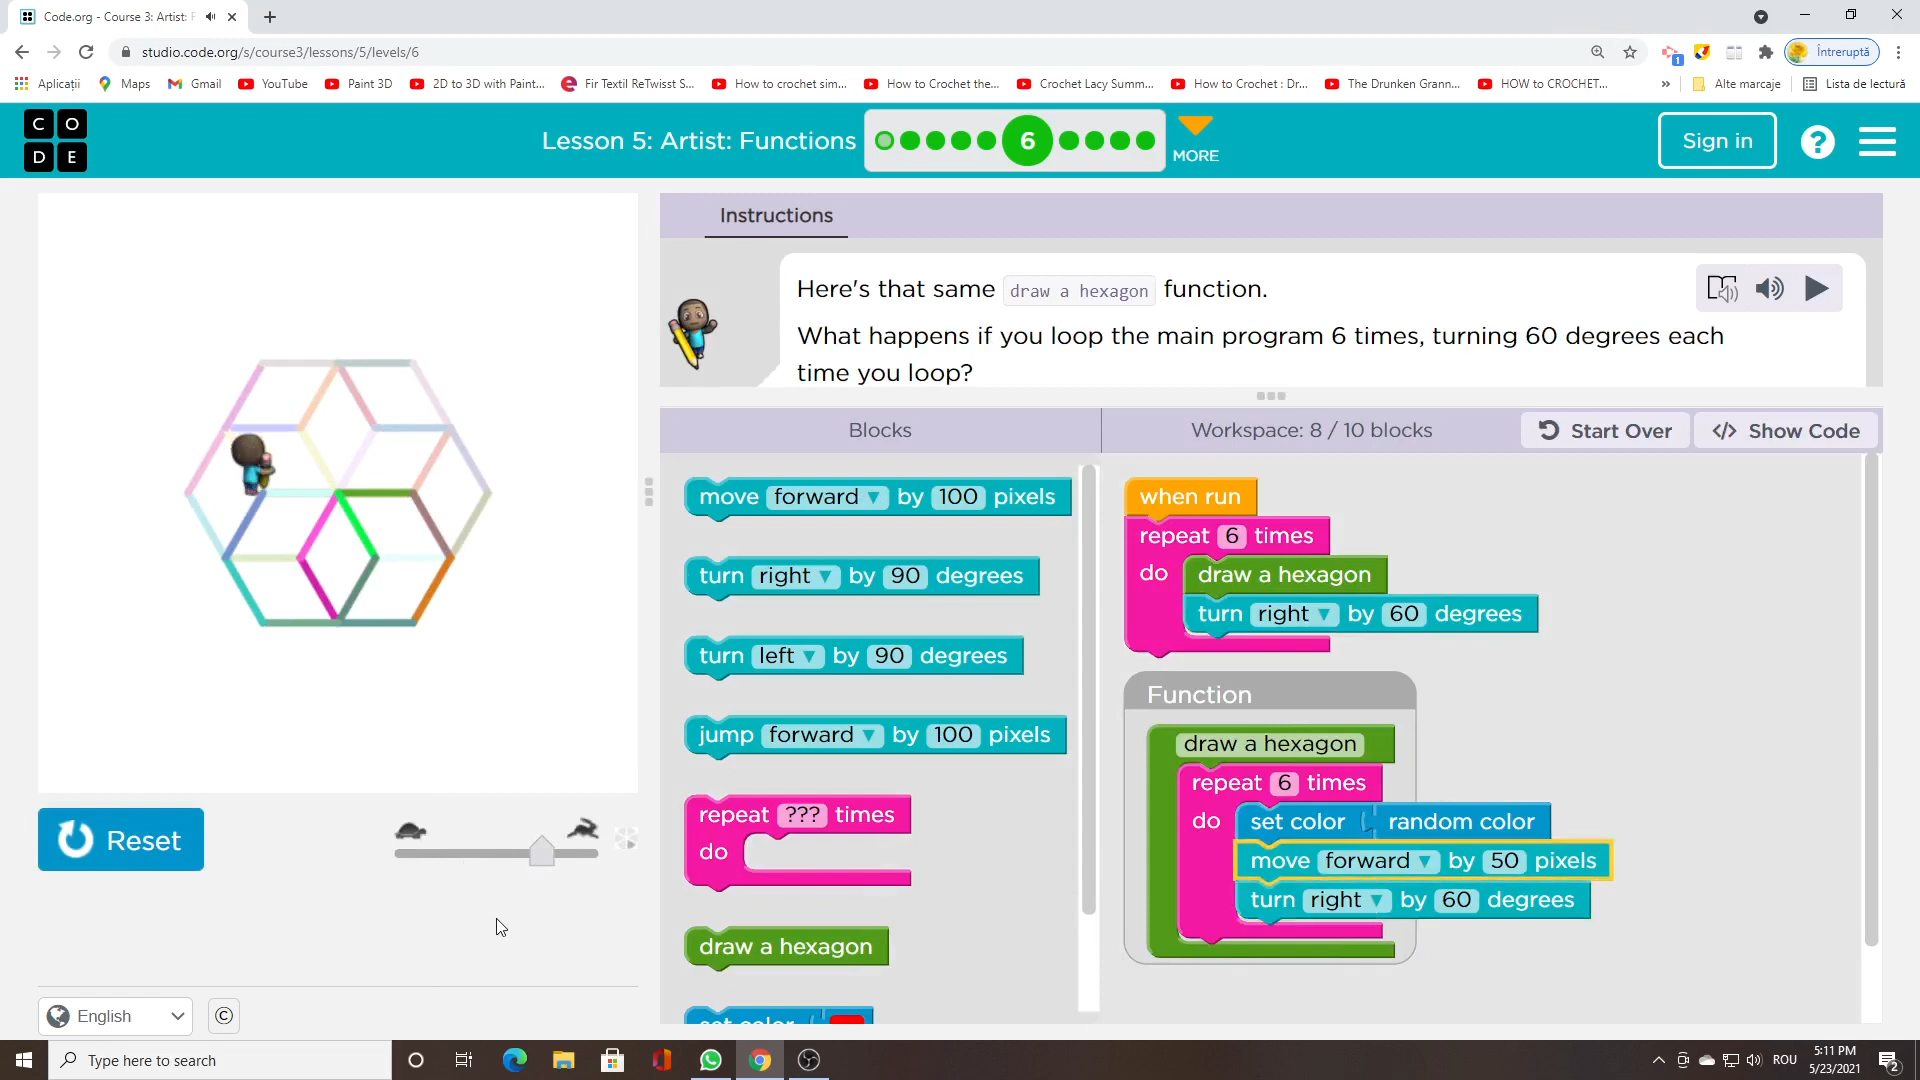 Code.org - Course 3: Artist: F
studio.code.org/s/course3/lessons/5/levels/6
1
Întreruptă
Aplicații
Maps
Gmail
YouTube
Paint 3D
2D to 3D with Paint...
Fir Textil ReTwisst S...
How to crochet sim...
How to Crochet the...
Crochet Lacy Summ...
How to Crochet : Dr...
The Drunken Grann...
HOW to CROCHET...
»
Alte marcaje
Lista de lectură
C O
D E
Lesson 5: Artist: Functions
6
MORE
Sign in
?
Instructions
Here's that same draw a hexagon function.
What happens if you loop the main program 6 times, turning 60 degrees each
time you loop?
Blocks
Workspace: 8 / 10 blocks
Start Over
</> Show Code
move forward by 100 pixels
turn right by 90 degrees
turn left by 90 degrees
jump forward by 100 pixels
repeat ??? times
do
draw a hexagon
set color
when run
repeat 6 times
do draw a hexagon
turn right by 60 degrees
Function
draw a hexagon
repeat 6 times
do set color random color
move forward by 50 pixels
turn right by 60 degrees
Reset
English
©
Type here to search
ROU
5:11 PM
5/23/2021
2